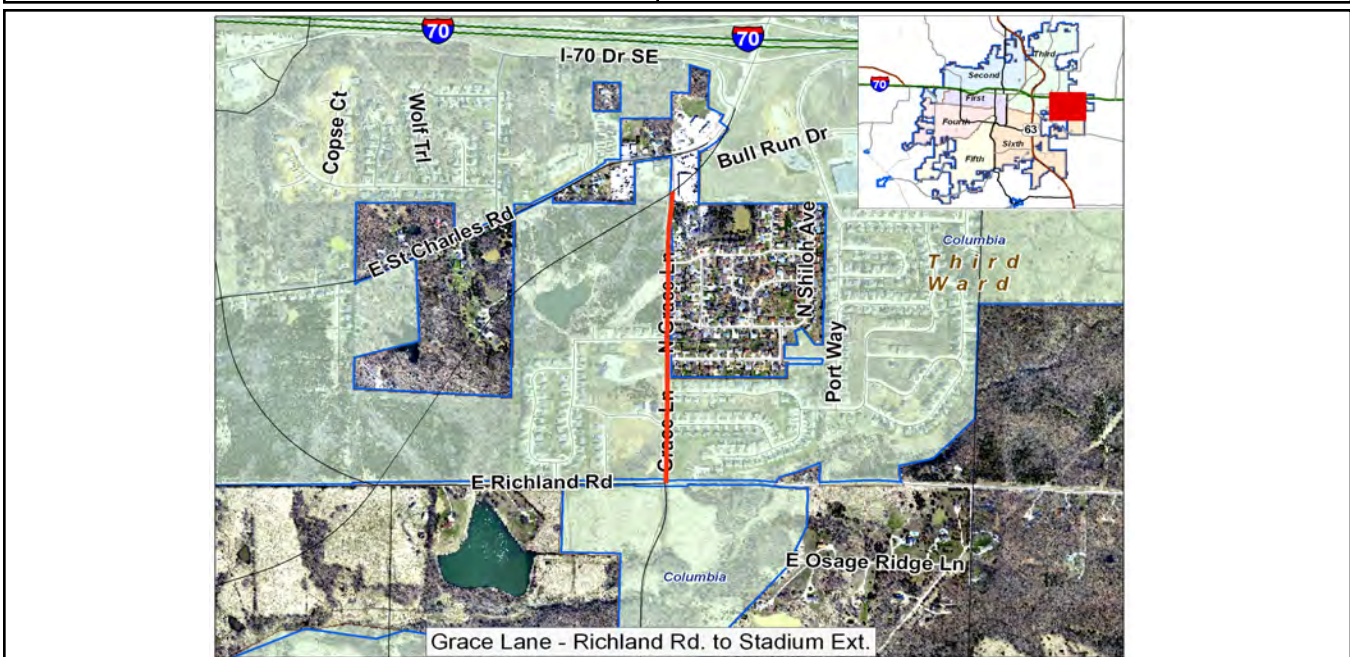 70
70
I-70 Dr SE
Copse Ct
Wolf Trl
Bull Run Dr
E St Charles Rd
N Grace Ln
N Shiloh Ave
Port Way
Grace Ln
E Richland Rd
E Osage Ridge Ln
Columbia
Third
Ward
Columbia
70
Second
Third
First
Fourth
63
Sixth
Fifth
Grace Lane - Richland Rd. to Stadium Ext.